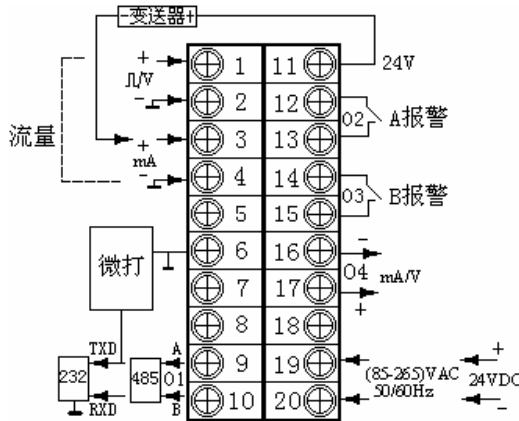 -变送器+
+
几/V
-
流量
+
mA
-
1 11
2 12
3 13
4 14
5 15
6 16
7 17
8 18
9 19
10 20
24V
O2 A报警
O3 B报警
-
O4 mA/V
+
微打
TXD
232
RXD
A
485 O1
B
(85-265)VAC
50/60Hz
+
24VDC
-